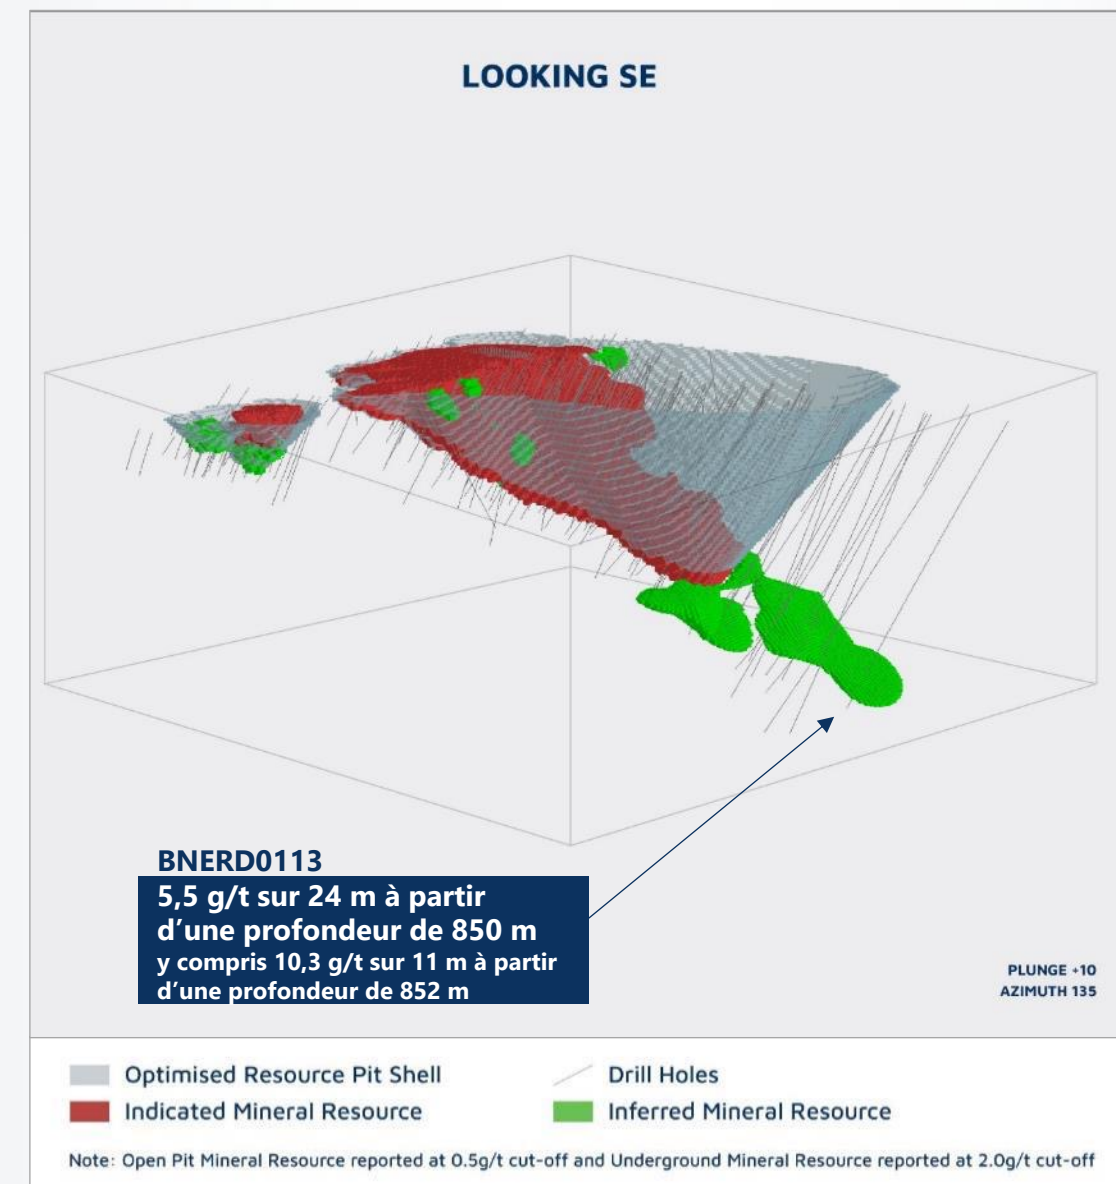 LOOKING SE
BNERD0113
5,5 g/t sur 24 m à partir
d’une profondeur de 850 m
y compris 10,3 g/t sur 11 m à partir
d’une profondeur de 852 m
PLUNGE +10
AZIMUTH 135
Optimised Resource Pit Shell
Drill Holes
Indicated Mineral Resource
Inferred Mineral Resource
Note: Open Pit Mineral Resource reported at 0.5g/t cut-off and Underground Mineral Resource reported at 2.0g/t cut-off